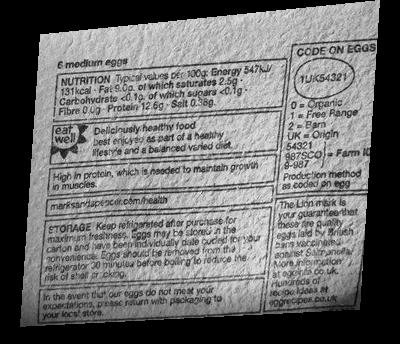 6 medium eggs
NUTRITION Typical values per 100g: Energy 547kJ/
131kcal · Fat 9.0g, of which saturates 2.5g ·
Carbohydrate <0.1g, of which sugars <0.1g ·
Fibre 0.0g · Protein 12.6g · Salt 0.38g.
eat
well
Deliciously healthy food
best enjoyed as part of a healthy
lifestyle and a balanced varied diet.
High in protein, which is needed to maintain growth
in muscles.
marksandspencer.com/health
STORAGE Keep refrigerated after purchase for
maximum freshness. Eggs may be stored in the
carton and have been individually date coded for your
convenience. Eggs should be removed from the
refrigerator 30 minutes before boiling to reduce the
risk of shell cracking.
In the event that our eggs do not meet your
expectations, please return with packaging to
your local store.
CODE ON EGGS
1UK54321
0 = Organic
1 = Free Range
2 = Barn
UK = Origin
54321
987SCO = Farm ID
8-987
Production method
as coded on egg
The Lion mark is
your guarantee that
these are quality
eggs laid by British
hens vaccinated
against Salmonella.
More information
at egginfo.co.uk.
Hundreds of
recipe ideas at
eggrecipes.co.uk